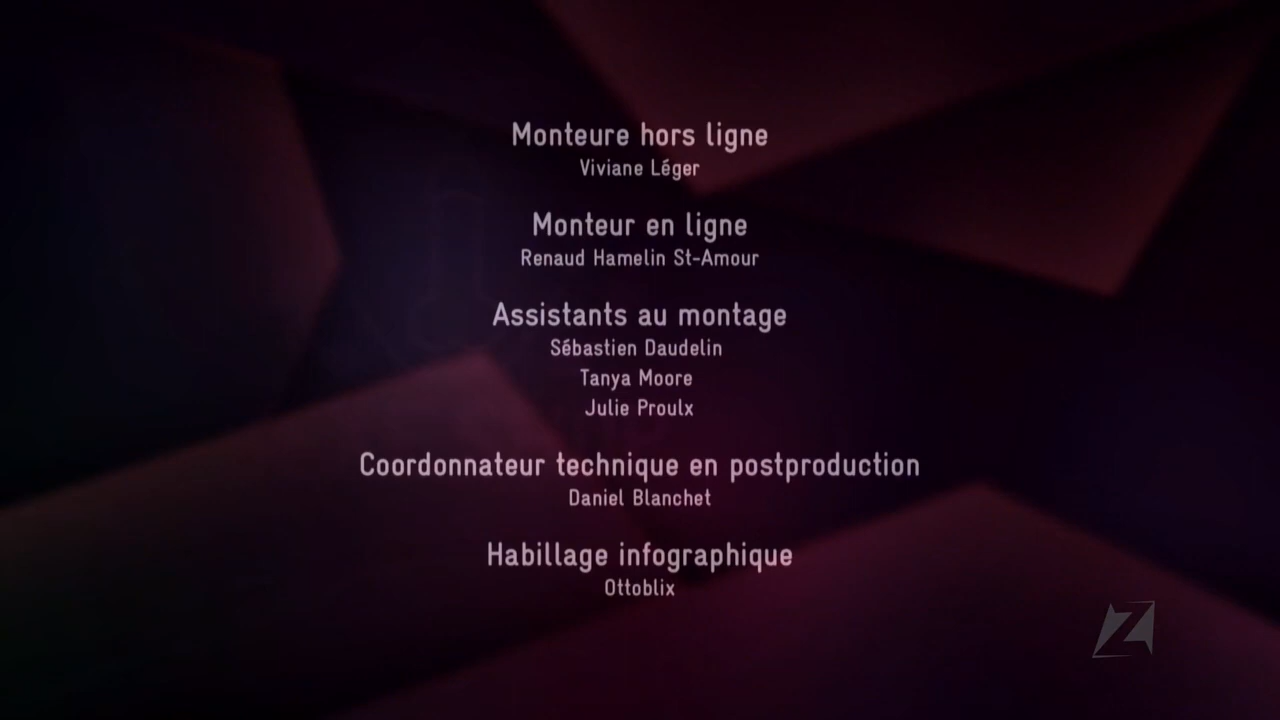 Monteure hors ligne
Viviane Léger
Monteur en ligne
Renaud Hamelin St-Amour
Assistants au montage
Sébastien Daudelin
Tanya Moore
Julie Proulx
Coordonnateur technique en postproduction
Daniel Blanchet
Habillage infographique
Ottoblix
Z